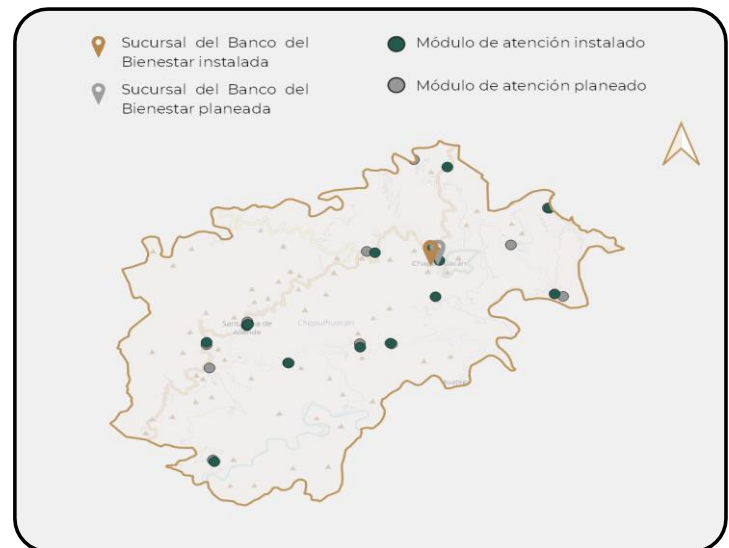 Sucursal del Banco del
Bienestar instalada
Sucursal del Banco del
Bienestar planeada
Módulo de atención instalado
Módulo de atención planeado
Chapulhuacán